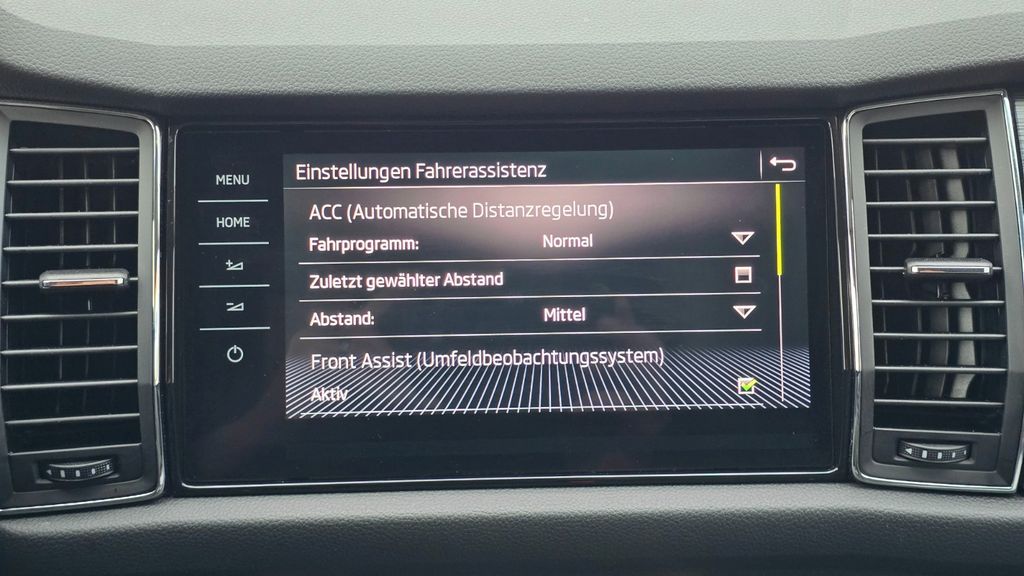 MENU
HOME
Einstellungen Fahrerassistenz
ACC (Automatische Distanzregelung)
Fahrprogramm: Normal
Zuletzt gewählter Abstand
Abstand: Mittel
Front Assist (Umfeldbeobachtungssystem)
Aktiv